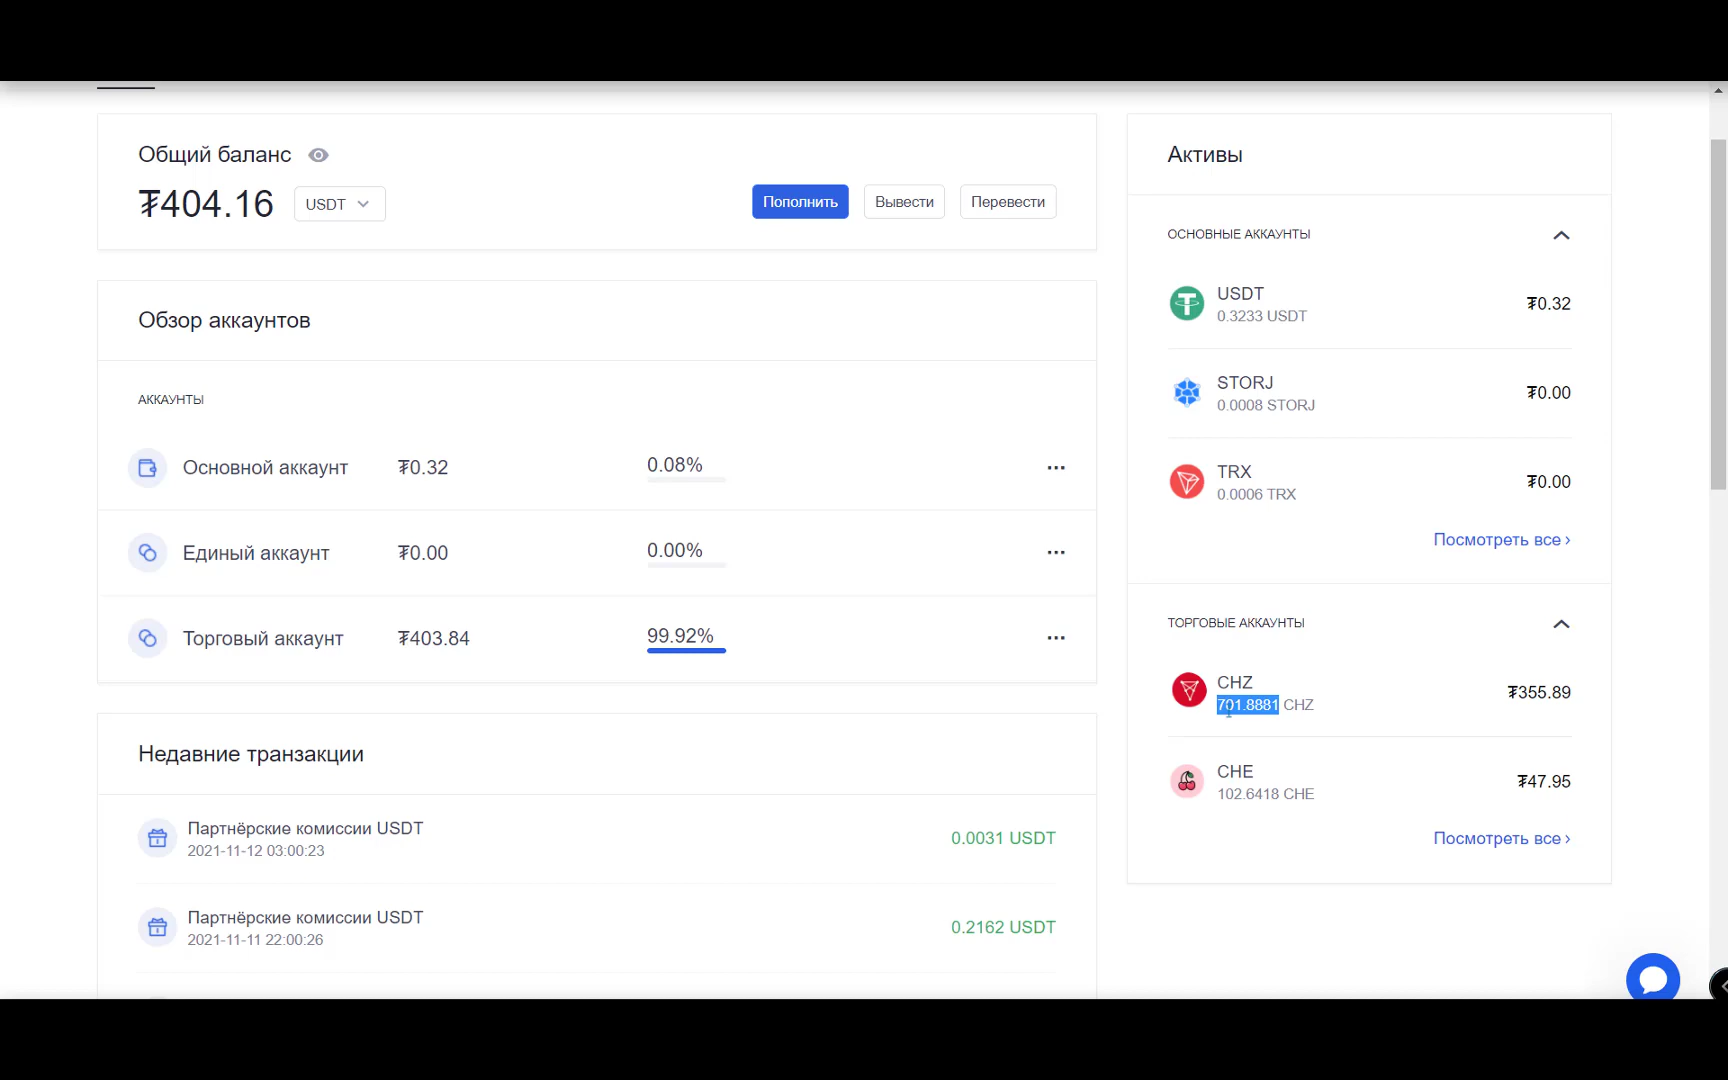 Общий баланс
₮404.16
USDT
Пополнить
Вывести
Перевести
Обзор аккаунтов
АККАУНТЫ
Основной аккаунт ₮0.32 0.08%
Единый аккаунт ₮0.00 0.00%
Торговый аккаунт ₮403.84 99.92%
Недавние транзакции
Партнёрские комиссии USDT
2021-11-12 03:00:23
0.0031 USDT
Партнёрские комиссии USDT
2021-11-11 22:00:26
0.2162 USDT
Активы
ОСНОВНЫЕ АККАУНТЫ
USDT
0.3233 USDT
₮0.32
STORJ
0.0008 STORJ
₮0.00
TRX
0.0006 TRX
₮0.00
Посмотреть все ›
ТОРГОВЫЕ АККАУНТЫ
CHZ
701.8881 CHZ
₮355.89
CHE
102.6418 CHE
₮47.95
Посмотреть все ›